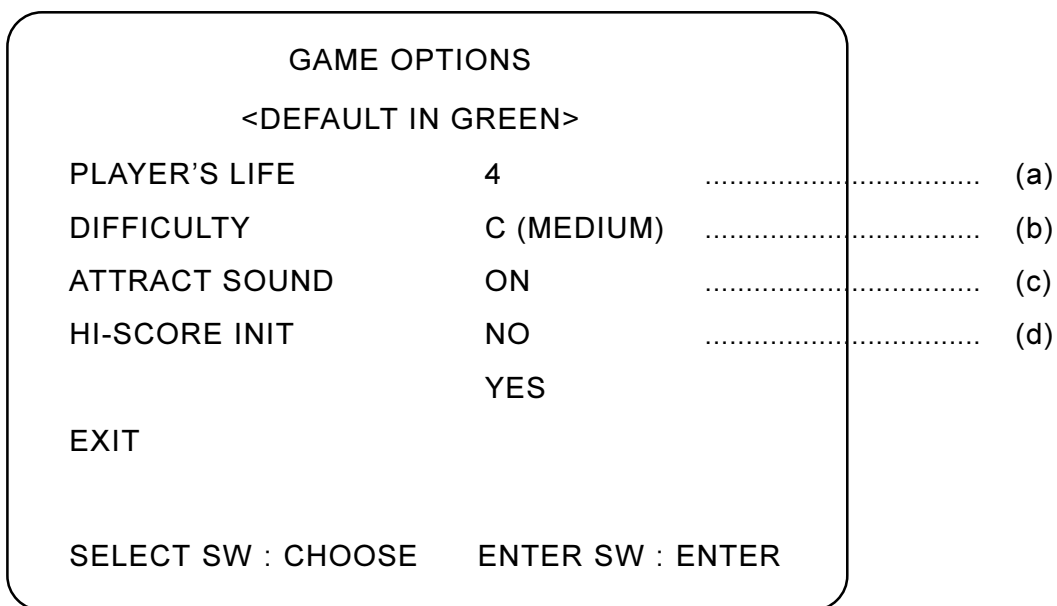 GAME OPTIONS
<DEFAULT IN GREEN>
PLAYER’S LIFE 4 .................................. (a)
DIFFICULTY C (MEDIUM) .................................. (b)
ATTRACT SOUND ON .................................. (c)
HI-SCORE INIT NO .................................. (d)
YES
EXIT
SELECT SW : CHOOSE ENTER SW : ENTER